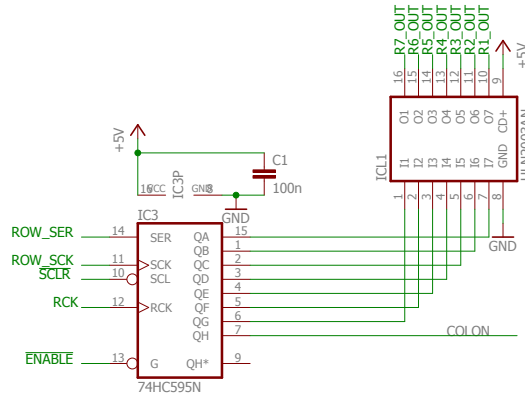 R7_OUT
R6_OUT
R5_OUT
R4_OUT
R3_OUT
R2_OUT
R1_OUT
+5V
16 15 14 13 12 11 10 9
O1 O2 O3 O4 O5 O6 O7 CD+
ICL1
I1 I2 I3 I4 I5 I6 I7 GND
1 2 3 4 5 6 7 8
GND
+5V
C1
100n
16 VCC IC3P GND 8
GND
IC3
ROW_SER 14 SER QA 15
QB 1
ROW_SCK 11 SCK QC 2
SCLR 10 SCL QD 3
QE 4
RCK 12 RCK QF 5
QG 6
QH 7 COLON
ENABLE 13 G QH* 9
74HC595N